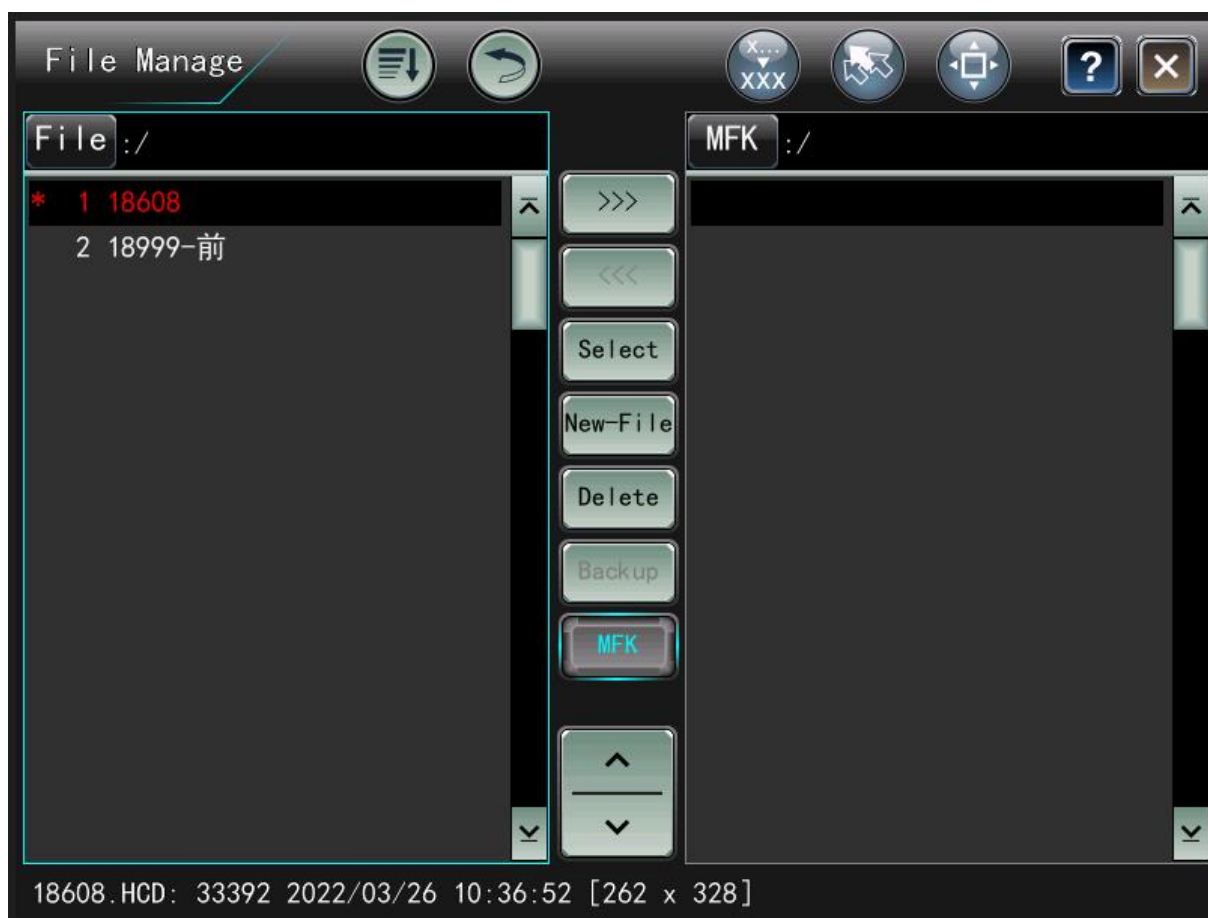 File Manage
X...
XXX
?
File :/
MFK :/
* 1 18608
2 18999-前
>>>
<<<
Select
New-File
Delete
Backup
MFK
18608.HCD: 33392 2022/03/26 10:36:52 [262 x 328]